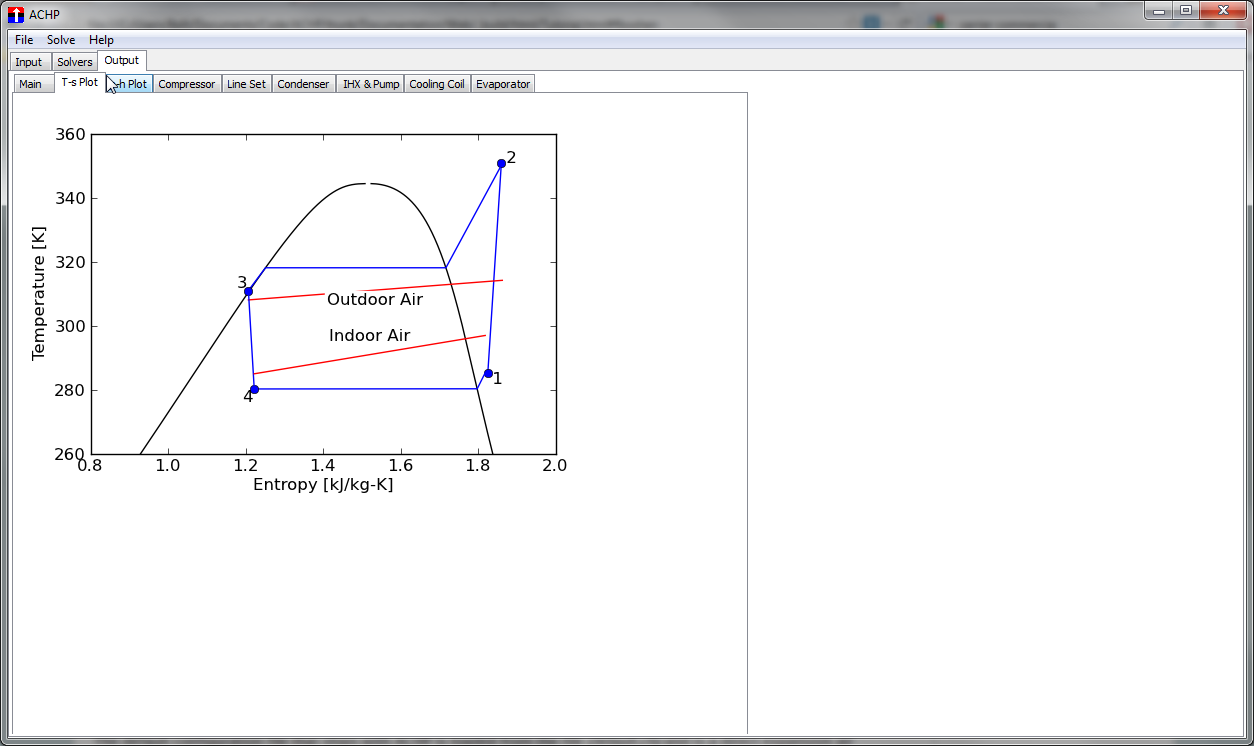 ACHP
File Solve Help
Input Solvers Output
Main T-s Plot -h Plot Compressor Line Set Condenser IHX & Pump Cooling Coil Evaporator
360
340
320
300
280
260
Temperature [K]
2
3
Outdoor Air
Indoor Air
1
4
0.8 1.0 1.2 1.4 1.6 1.8 2.0
Entropy [kJ/kg-K]